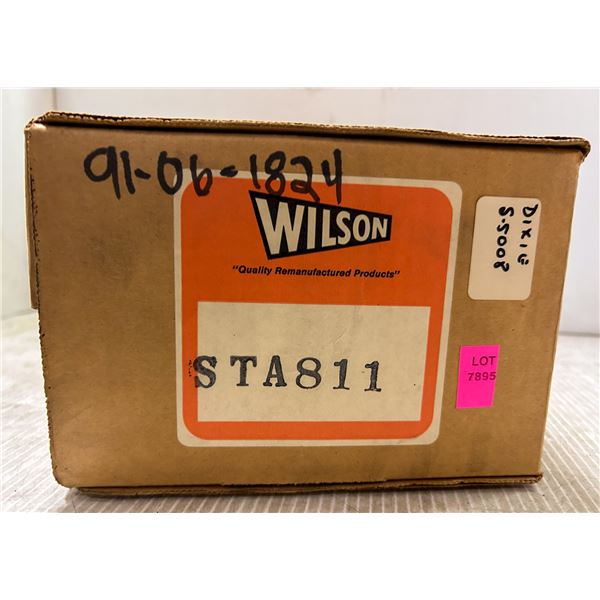 91-06-1824
WILSON
"Quality Remanufactured Products"
STA811
DIXIE
S-5008
LOT
7895